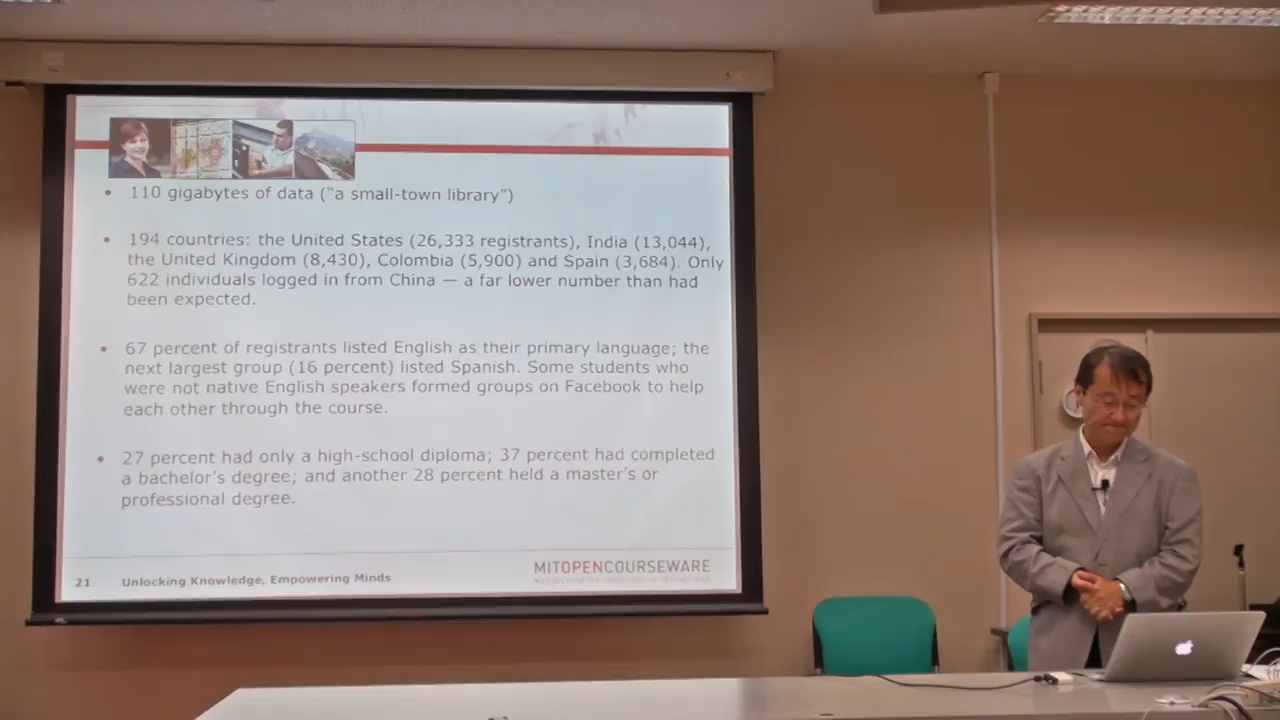 • 110 gigabytes of data (“a small-town library”)
• 194 countries: the United States (26,333 registrants), India (13,044),
the United Kingdom (8,430), Colombia (5,900) and Spain (3,684). Only
622 individuals logged in from China — a far lower number than had
been expected.
• 67 percent of registrants listed English as their primary language; the
next largest group (16 percent) listed Spanish. Some students who
were not native English speakers formed groups on Facebook to help
each other through the course.
• 27 percent had only a high-school diploma; 37 percent had completed
a bachelor’s degree; and another 28 percent held a master’s or
professional degree.
21 Unlocking Knowledge, Empowering Minds
MITOPENCOURSEWARE